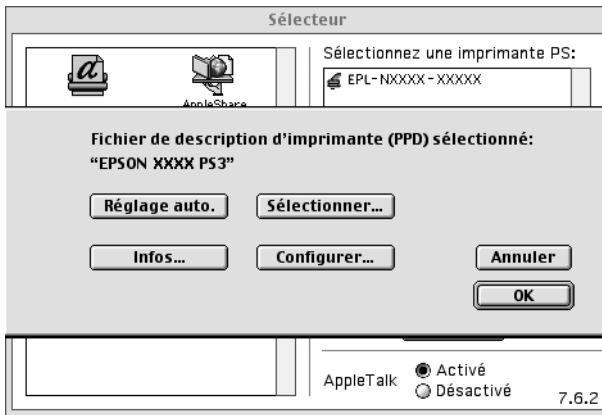 Sélecteur
Sélectionnez une imprimante PS:
EPL-NXXXX-XXXXX
AppleShare
Fichier de description d'imprimante (PPD) sélectionné:
“EPSON XXXX PS3”
Réglage auto.
Sélectionner...
Infos...
Configurer...
Annuler
OK
AppleTalk
Activé
Désactivé
7.6.2